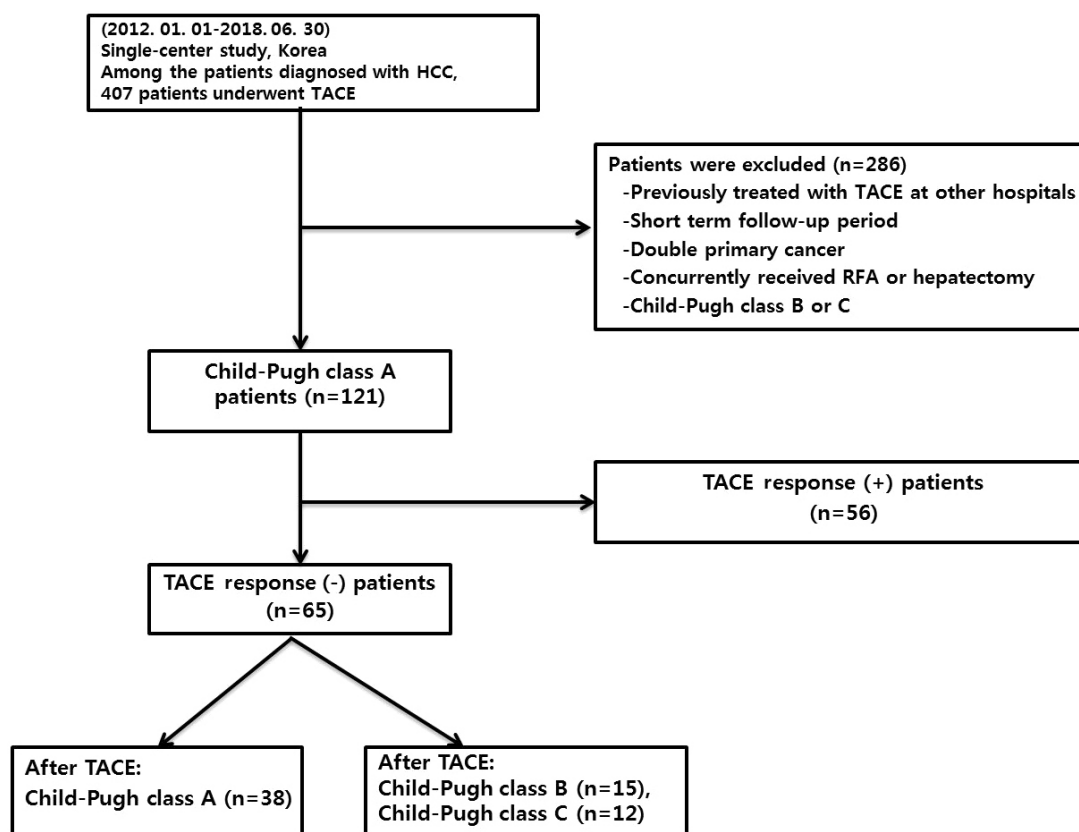 (2012. 01. 01-2018. 06. 30)
Single-center study, Korea
Among the patients diagnosed with HCC,
407 patients underwent TACE
Patients were excluded (n=286)
-Previously treated with TACE at other hospitals
-Short term follow-up period
-Double primary cancer
-Concurrently received RFA or hepatectomy
-Child-Pugh class B or C
Child-Pugh class A
patients (n=121)
TACE response (+) patients
(n=56)
TACE response (-) patients
(n=65)
After TACE:
Child-Pugh class A (n=38)
After TACE:
Child-Pugh class B (n=15),
Child-Pugh class C (n=12)